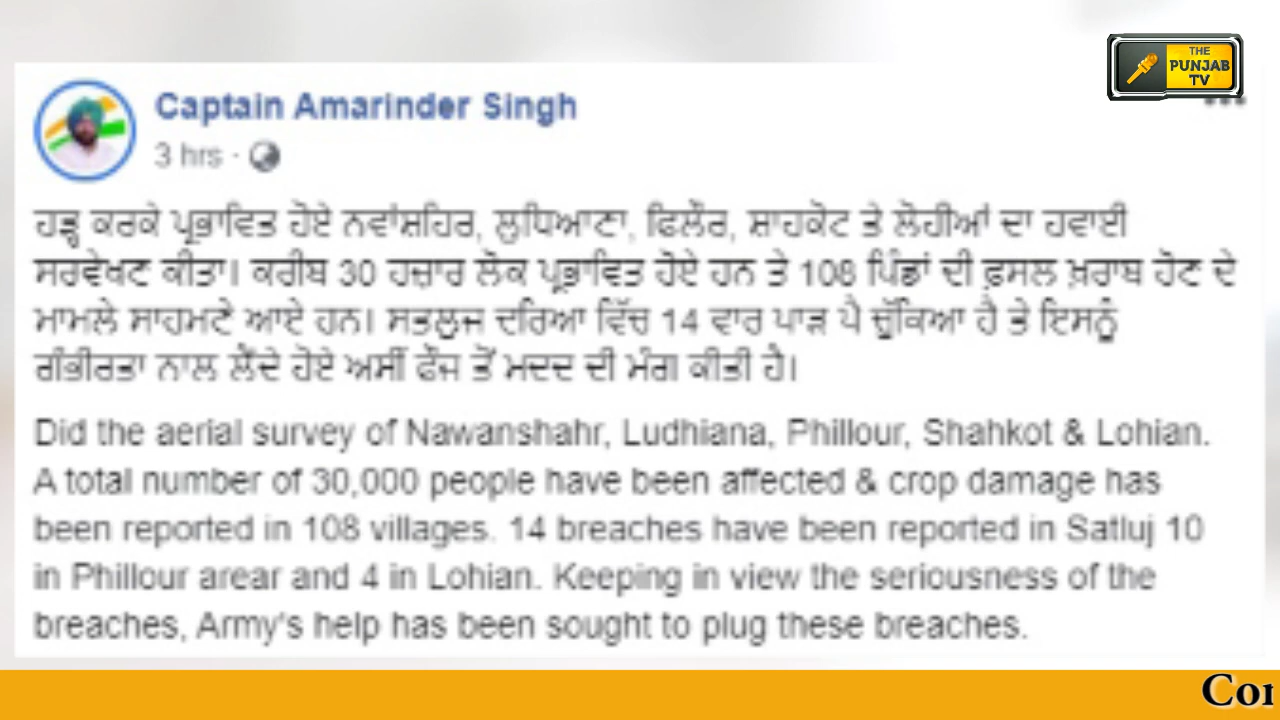 THE
PUNJAB
TV
Captain Amarinder Singh
3 hrs ·
ਹੜ੍ਹ ਕਰਕੇ ਪ੍ਰਭਾਵਿਤ ਹੋਏ ਨਵਾਂਸ਼ਹਿਰ, ਲੁਧਿਆਣਾ, ਫਿਲੌਰ, ਸ਼ਾਹਕੋਟ ਤੇ ਲੋਹੀਆਂ ਦਾ ਹਵਾਈ
ਸਰਵੇਖਣ ਕੀਤਾ। ਕਰੀਬ 30 ਹਜ਼ਾਰ ਲੋਕ ਪ੍ਰਭਾਵਿਤ ਹੋਏ ਹਨ ਤੇ 108 ਪਿੰਡਾਂ ਦੀ ਫ਼ਸਲ ਖ਼ਰਾਬ ਹੋਣ ਦੇ
ਮਾਮਲੇ ਸਾਹਮਣੇ ਆਏ ਹਨ। ਸਤਲੁਜ ਦਰਿਆ ਵਿੱਚ 14 ਵਾਰ ਪਾੜ ਪੈ ਚੁੱਕਿਆ ਹੈ ਤੇ ਇਸਨੂੰ
ਗੰਭੀਰਤਾ ਨਾਲ ਲੈਂਦੇ ਹੋਏ ਅਸੀਂ ਫੌਜ ਤੋਂ ਮਦਦ ਦੀ ਮੰਗ ਕੀਤੀ ਹੈ।
Did the aerial survey of Nawanshahr, Ludhiana, Phillour, Shahkot & Lohian.
A total number of 30,000 people have been affected & crop damage has
been reported in 108 villages. 14 breaches have been reported in Satluj 10
in Phillour arear and 4 in Lohian. Keeping in view the seriousness of the
breaches, Army's help has been sought to plug these breaches.